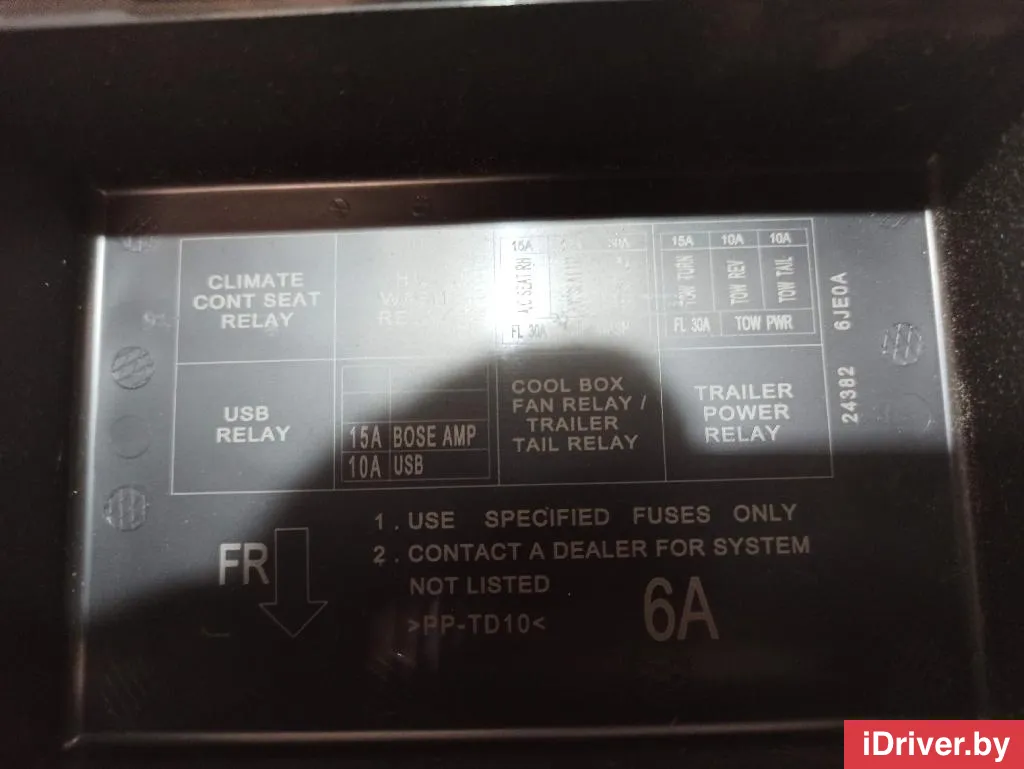 CLIMATE
CONT SEAT
RELAY
15A
A/C SEAT RH
FL 30A
15A 10A 10A
TOW TURN
TOW REV
TOW TAIL
FL 30A TOW PWR
USB
RELAY
15A BOSE AMP
10A USB
COOL BOX
FAN RELAY /
TRAILER
TAIL RELAY
TRAILER
POWER
RELAY
24382 6JE0A
1. USE SPECIFIED FUSES ONLY
2. CONTACT A DEALER FOR SYSTEM
NOT LISTED
FR
>PP-TD10<
6A
iDriver.by